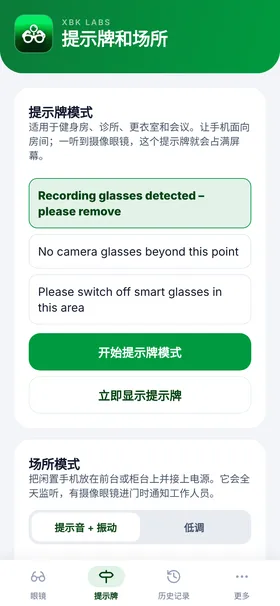 XBK LABS
提示牌和场所
提示牌模式
适用于健身房、诊所、更衣室和会议。让手机面向
房间；一听到摄像眼镜，这个提示牌就会占满屏
幕。
Recording glasses detected –
please remove
No camera glasses beyond this point
Please switch off smart glasses in
this area
开始提示牌模式
立即显示提示牌
场所模式
把闲置手机放在前台或柜台上并接上电源。它会全
天监听，有摄像眼镜进门时通知工作人员。
提示音 + 振动
低调
眼镜
提示牌
历史记录
更多